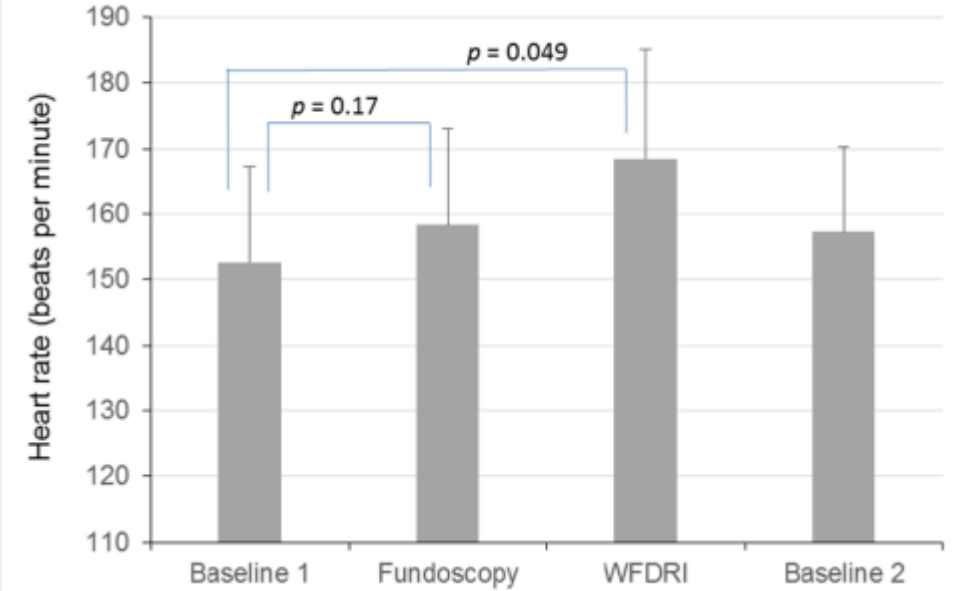 190
p = 0.049
180
p = 0.17
170
160
150
140
130
120
110
Heart rate (beats per minute)
Baseline 1 Fundoscopy WFDRI Baseline 2